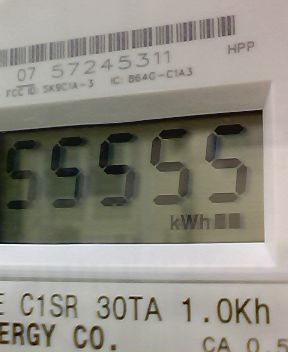 07 57245311 HPP
FCC ID: SK9C1A-3 IC: 864G-C1A3
55555
kWh
E C1SR 30TA 1.0Kh
ERGY CO. CA 0.5